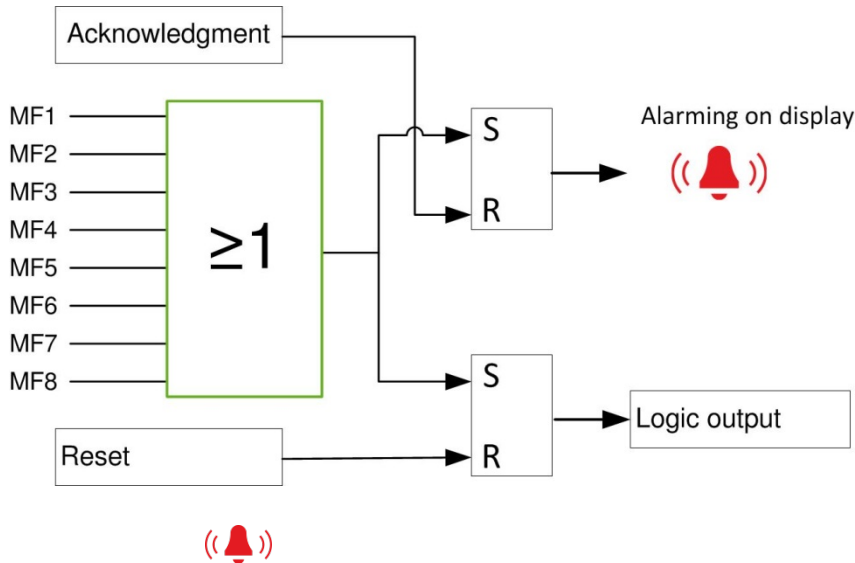 Acknowledgment
MF1
MF2
MF3
MF4
MF5
MF6
MF7
MF8
≥1
S
R
Alarming on display
S
R
Logic output
Reset